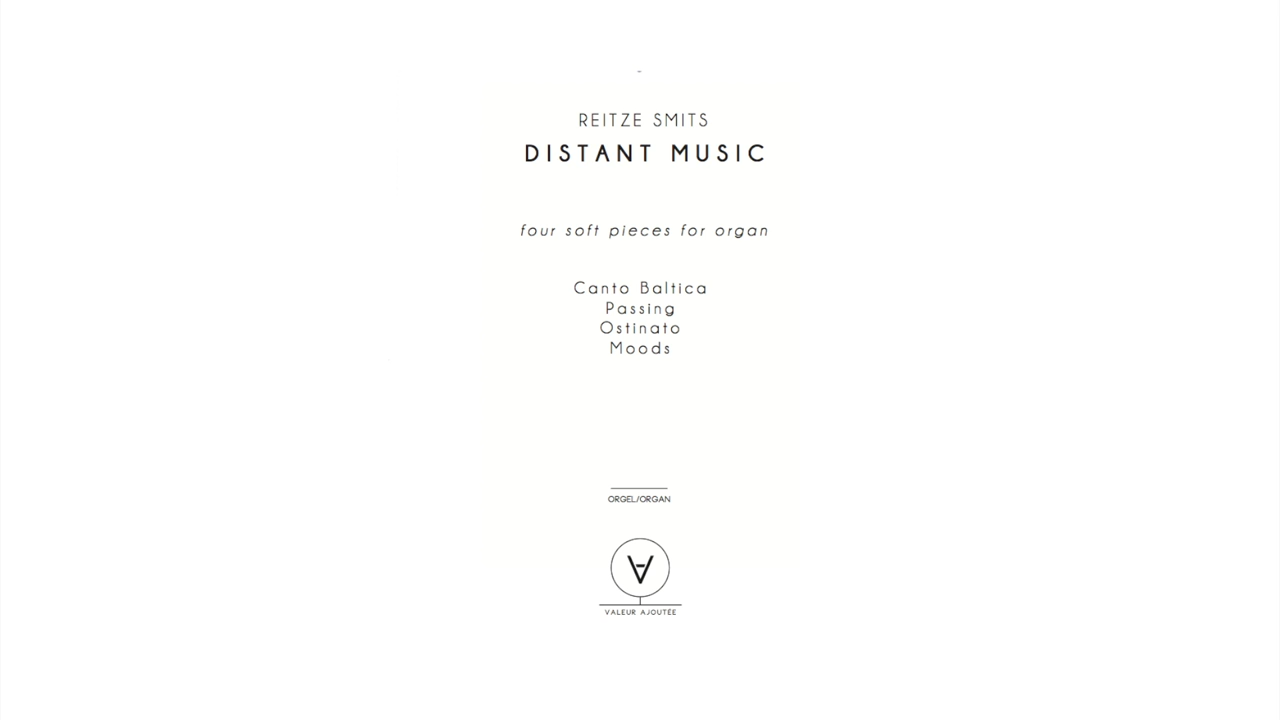 REITZE SMITS
DISTANT MUSIC
four soft pieces for organ
Canto Baltica
Passing
Ostinato
Moods
ORGEL/ORGAN
VALEUR AJOUTÉE